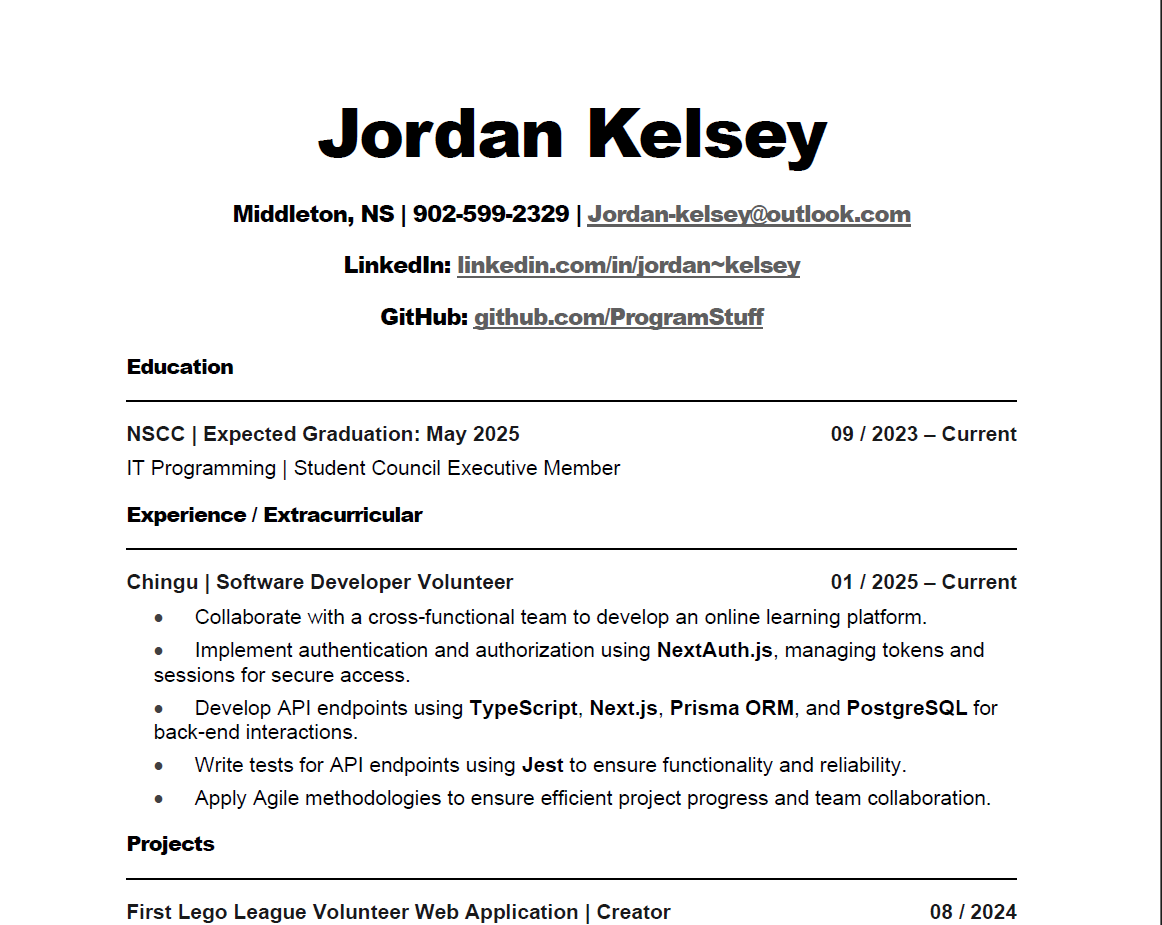 Jordan Kelsey
Middleton, NS | 902-599-2329 | Jordan-kelsey@outlook.com
LinkedIn: linkedin.com/in/jordan~kelsey
GitHub: github.com/ProgramStuff
Education
NSCC | Expected Graduation: May 2025 09 / 2023 – Current
IT Programming | Student Council Executive Member
Experience / Extracurricular
Chingu | Software Developer Volunteer 01 / 2025 – Current
● Collaborate with a cross-functional team to develop an online learning platform.
● Implement authentication and authorization using NextAuth.js, managing tokens and
sessions for secure access.
● Develop API endpoints using TypeScript, Next.js, Prisma ORM, and PostgreSQL for
back-end interactions.
● Write tests for API endpoints using Jest to ensure functionality and reliability.
● Apply Agile methodologies to ensure efficient project progress and team collaboration.
Projects
First Lego League Volunteer Web Application | Creator 08 / 2024